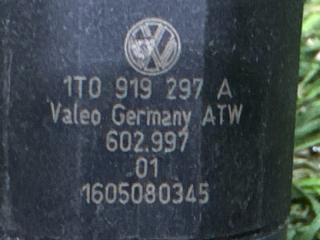 1T0 919 297 A
Valeo Germany ATW
602.997
01
1605080345